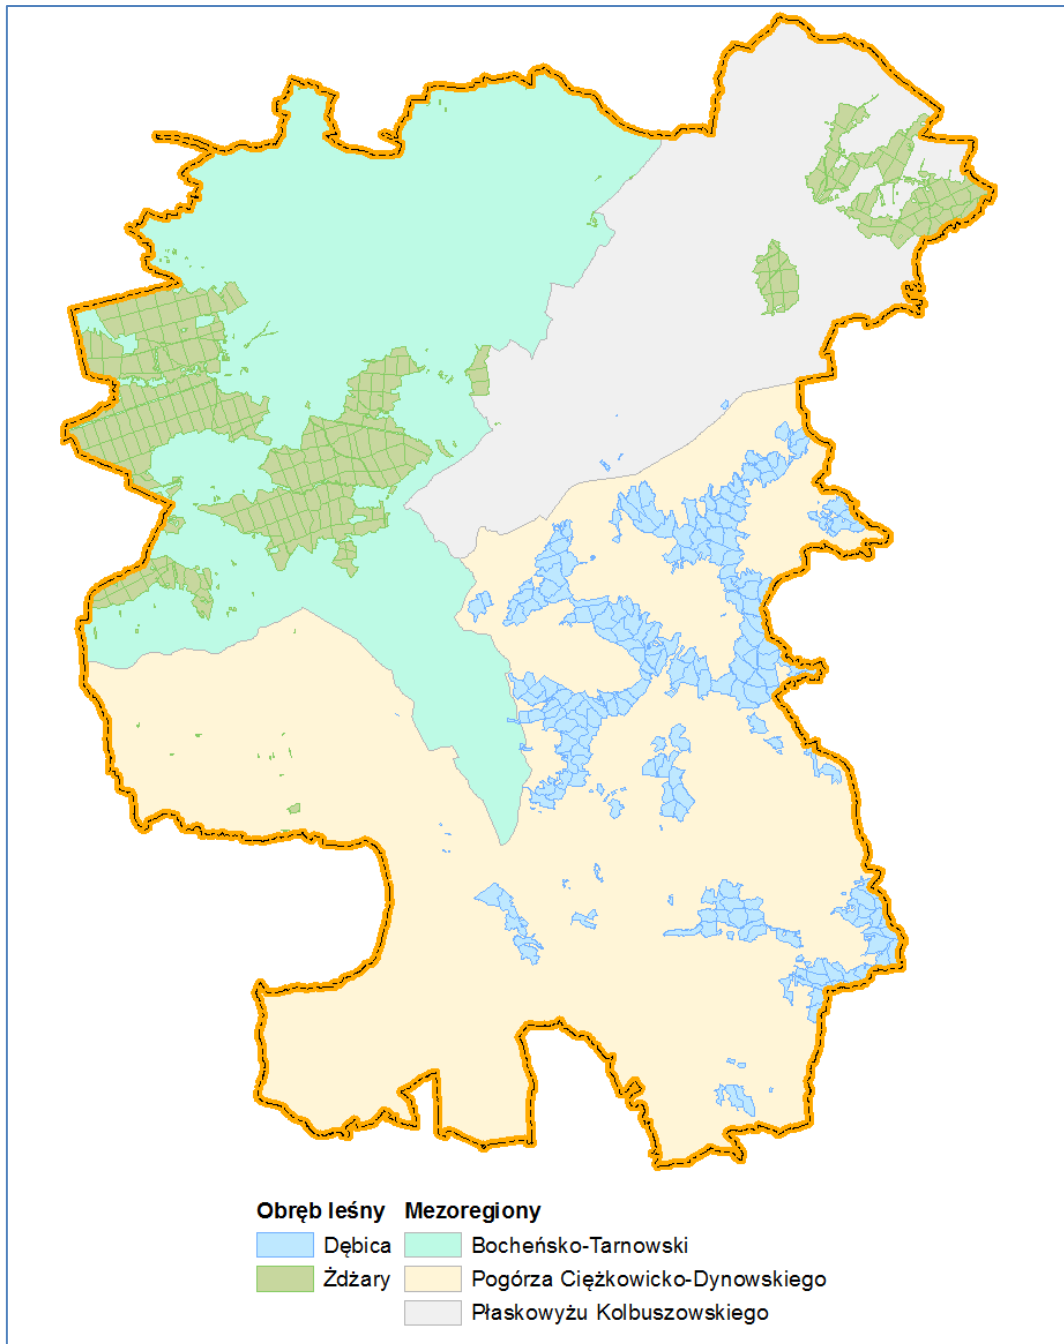 Obręb leśny Mezoregiony
Dębica Bocheńsko-Tarnowski
Żdżary Pogórza Ciężkowicko-Dynowskiego
Płaskowyżu Kolbuszowskiego